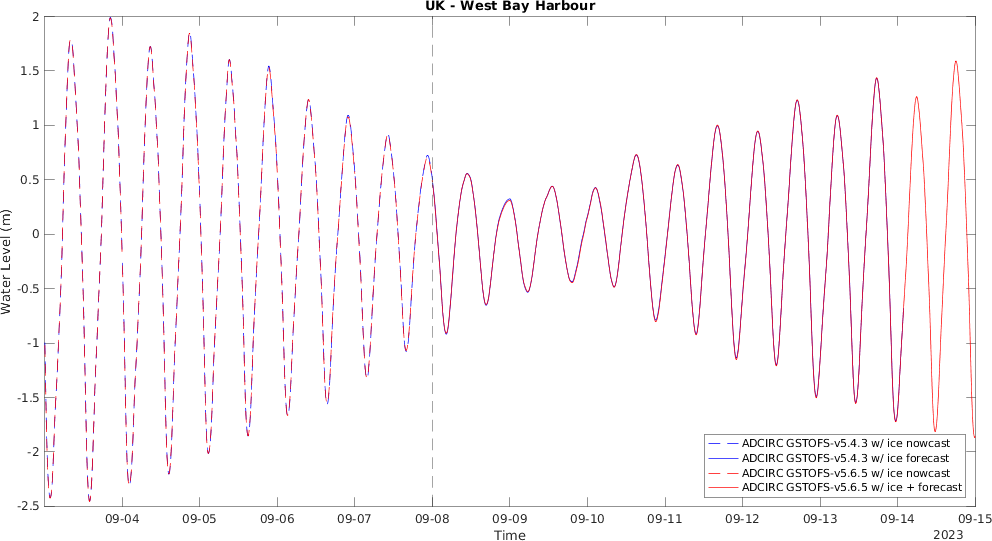 UK - West Bay Harbour
2
1.5
1
0.5
0
-0.5
-1
-1.5
-2
-2.5
Water Level (m)
ADCIRC GSTOFS-v5.4.3 w/ ice nowcast
ADCIRC GSTOFS-v5.4.3 w/ ice forecast
ADCIRC GSTOFS-v5.6.5 w/ ice nowcast
ADCIRC GSTOFS-v5.6.5 w/ ice + forecast
09-04 09-05 09-06 09-07 09-08 09-09 09-10 09-11 09-12 09-13 09-14 09-15
Time
2023